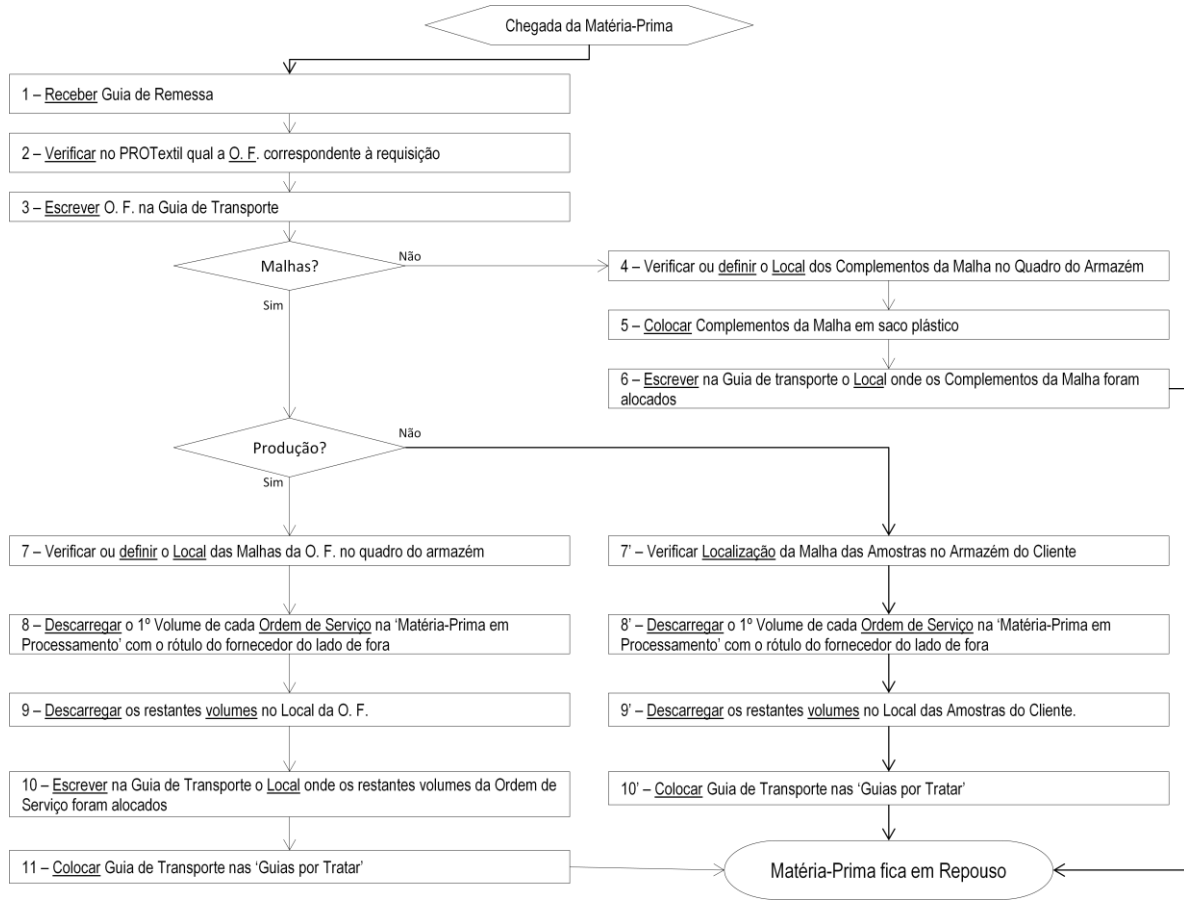 Chegada da Matéria-Prima
1 – Receber Guia de Remessa
2 – Verificar no PROTextil qual a O. F. correspondente à requisição
3 – Escrever O. F. na Guia de Transporte
Malhas?
Não
Sim
4 – Verificar ou definir o Local dos Complementos da Malha no Quadro do Armazém
5 – Colocar Complementos da Malha em saco plástico
6 – Escrever na Guia de transporte o Local onde os Complementos da Malha foram
alocados
Produção?
Não
Sim
7 – Verificar ou definir o Local das Malhas da O. F. no quadro do armazém
8 – Descarregar o 1º Volume de cada Ordem de Serviço na ‘Matéria-Prima em
Processamento’ com o rótulo do fornecedor do lado de fora
9 – Descarregar os restantes volumes no Local da O. F.
10 – Escrever na Guia de Transporte o Local onde os restantes volumes da Ordem de
Serviço foram alocados
11 – Colocar Guia de Transporte nas ‘Guias por Tratar’
7’ – Verificar Localização da Malha das Amostras no Armazém do Cliente
8’ – Descarregar o 1º Volume de cada Ordem de Serviço na ‘Matéria-Prima em
Processamento’ com o rótulo do fornecedor do lado de fora
9’ – Descarregar os restantes volumes no Local das Amostras do Cliente.
10’ – Colocar Guia de Transporte nas ‘Guias por Tratar’
Matéria-Prima fica em Repouso